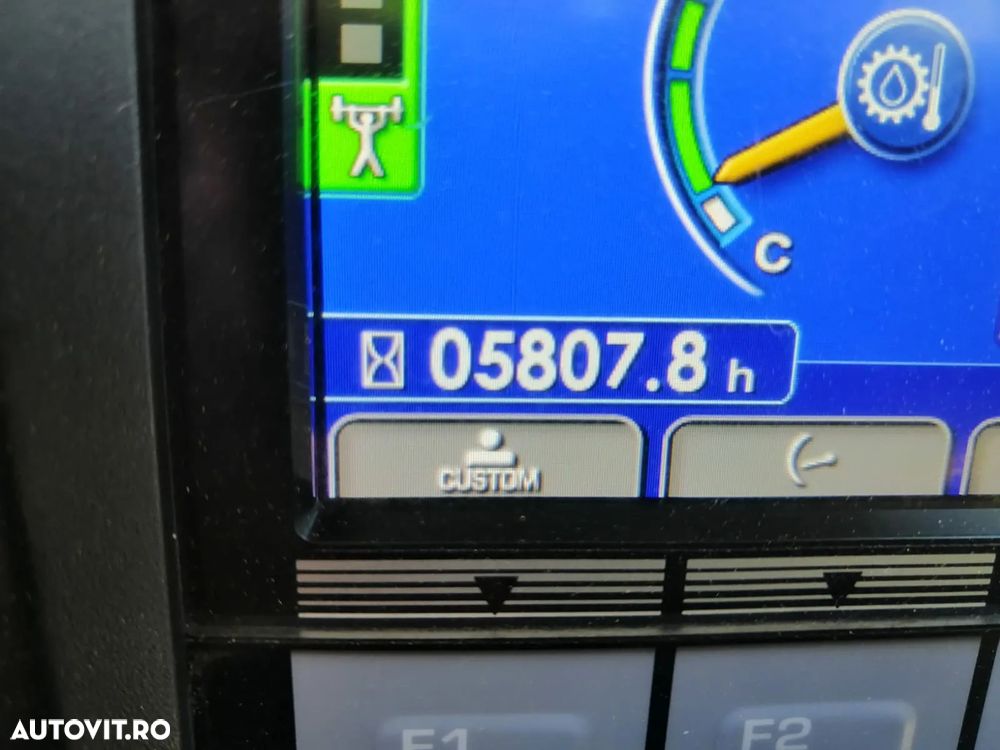 C
05807.8 h
CUSTOM
F1
F2
AUTOVIT.RO